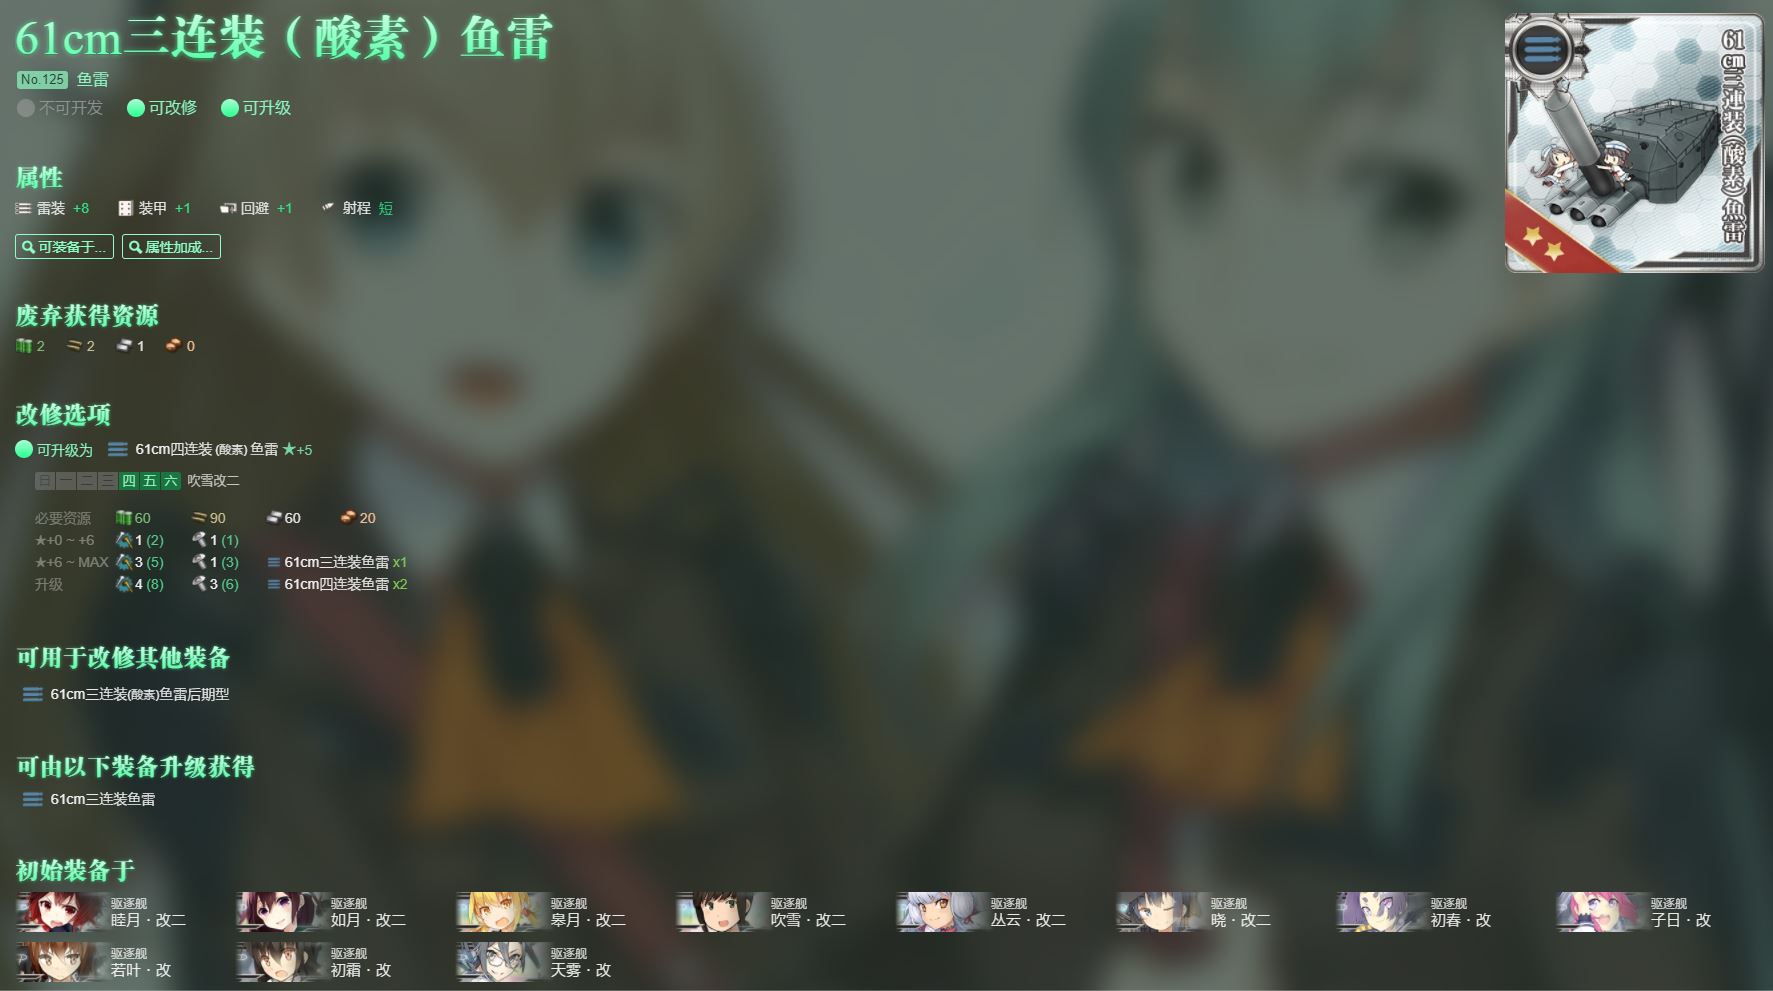 61cm三连装（酸素）鱼雷
No.125 鱼雷
不可开发 可改修 可升级
属性
雷装 +8 装甲 +1 回避 +1 射程 短
可装备于... 属性加成...
废弃获得资源
2 2 1 0
改修选项
可升级为 61cm四连装(酸素)鱼雷 ★+5
日 一 二 三 四 五 六 吹雪改二
必要资源 60 90 60 20
★+0 ~ +6 1 (2) 1 (1)
★+6 ~ MAX 3 (5) 1 (3) 61cm三连装鱼雷 x1
升级 4 (8) 3 (6) 61cm四连装鱼雷 x2
可用于改修其他装备
61cm三连装(酸素)鱼雷后期型
可由以下装备升级获得
61cm三连装鱼雷
初始装备于
驱逐舰 驱逐舰 驱逐舰 驱逐舰 驱逐舰 驱逐舰 驱逐舰 驱逐舰
睦月·改二 如月·改二 皋月·改二 吹雪·改二 丛云·改二 晓·改二 初春·改 子日·改
驱逐舰 驱逐舰 驱逐舰
若叶·改 初霜·改 天雾·改
61cm三連装(酸素)魚雷